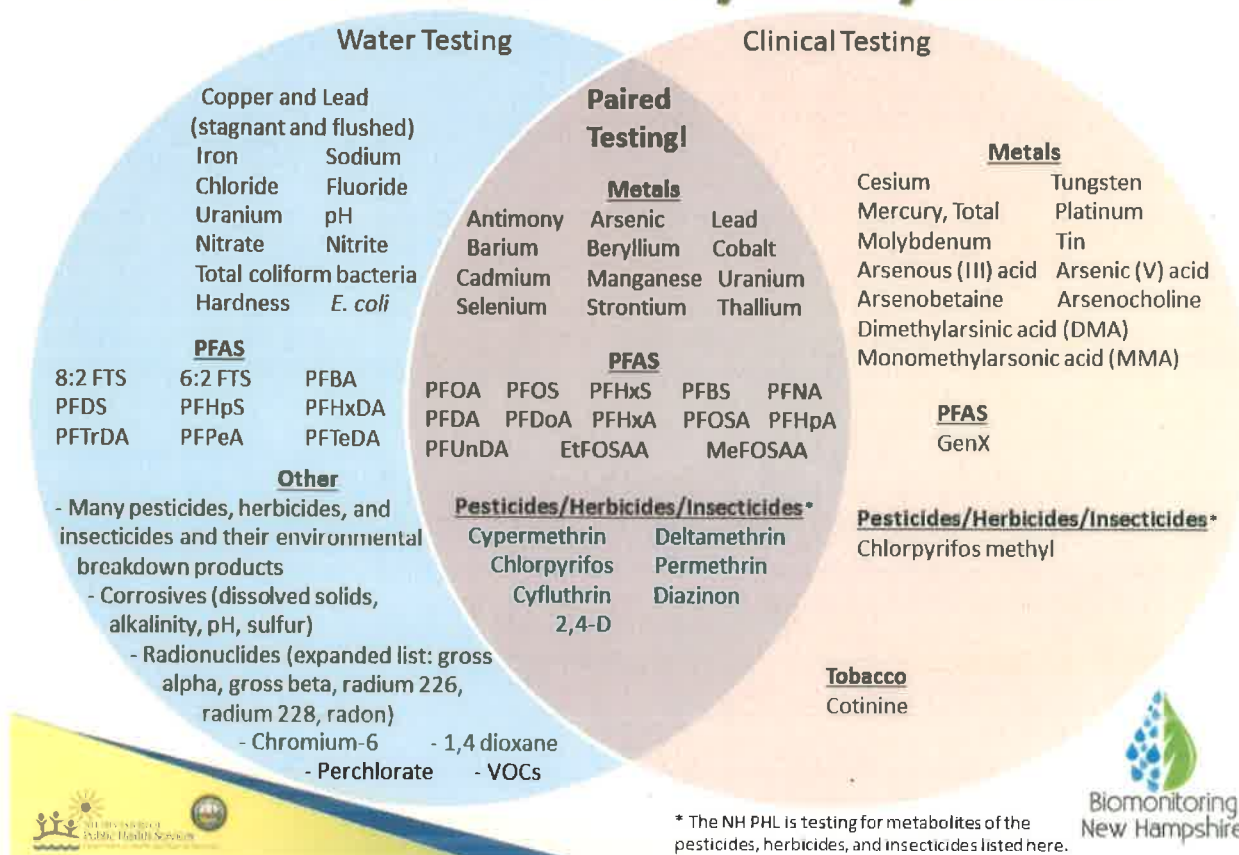 Water Testing
Clinical Testing
Copper and Lead
(stagnant and flushed)
Iron Sodium
Chloride Fluoride
Uranium pH
Nitrate Nitrite
Total coliform bacteria
Hardness E. coli
PFAS
8:2 FTS 6:2 FTS PFBA
PFDS PFHpS PFHxDA
PFTrDA PFPeA PFTeDA
Other
- Many pesticides, herbicides, and
insecticides and their environmental
breakdown products
- Corrosives (dissolved solids,
alkalinity, pH, sulfur)
- Radionuclides (expanded list: gross
alpha, gross beta, radium 226,
radium 228, radon)
- Chromium-6 - 1,4 dioxane
- Perchlorate - VOCs
Paired
Testing!
Metals
Antimony Arsenic Lead
Barium Beryllium Cobalt
Cadmium Manganese Uranium
Selenium Strontium Thallium
PFAS
PFOA PFOS PFHxS PFBS PFNA
PFDA PFDoA PFHxA PFOSA PFHpA
PFUnDA EtFOSAA MeFOSAA
Pesticides/Herbicides/Insecticides*
Cypermethrin Deltamethrin
Chlorpyrifos Permethrin
Cyfluthrin Diazinon
2,4-D
Metals
Cesium Tungsten
Mercury, Total Platinum
Molybdenum Tin
Arsenous (III) acid Arsenic (V) acid
Arsenobetaine Arsenocholine
Dimethylarsinic acid (DMA)
Monomethylarsonic acid (MMA)
PFAS
GenX
Pesticides/Herbicides/Insecticides*
Chlorpyrifos methyl
Tobacco
Cotinine
Public Health Services
* The NH PHL is testing for metabolites of the
pesticides, herbicides, and insecticides listed here.
Biomonitoring
New Hampshire